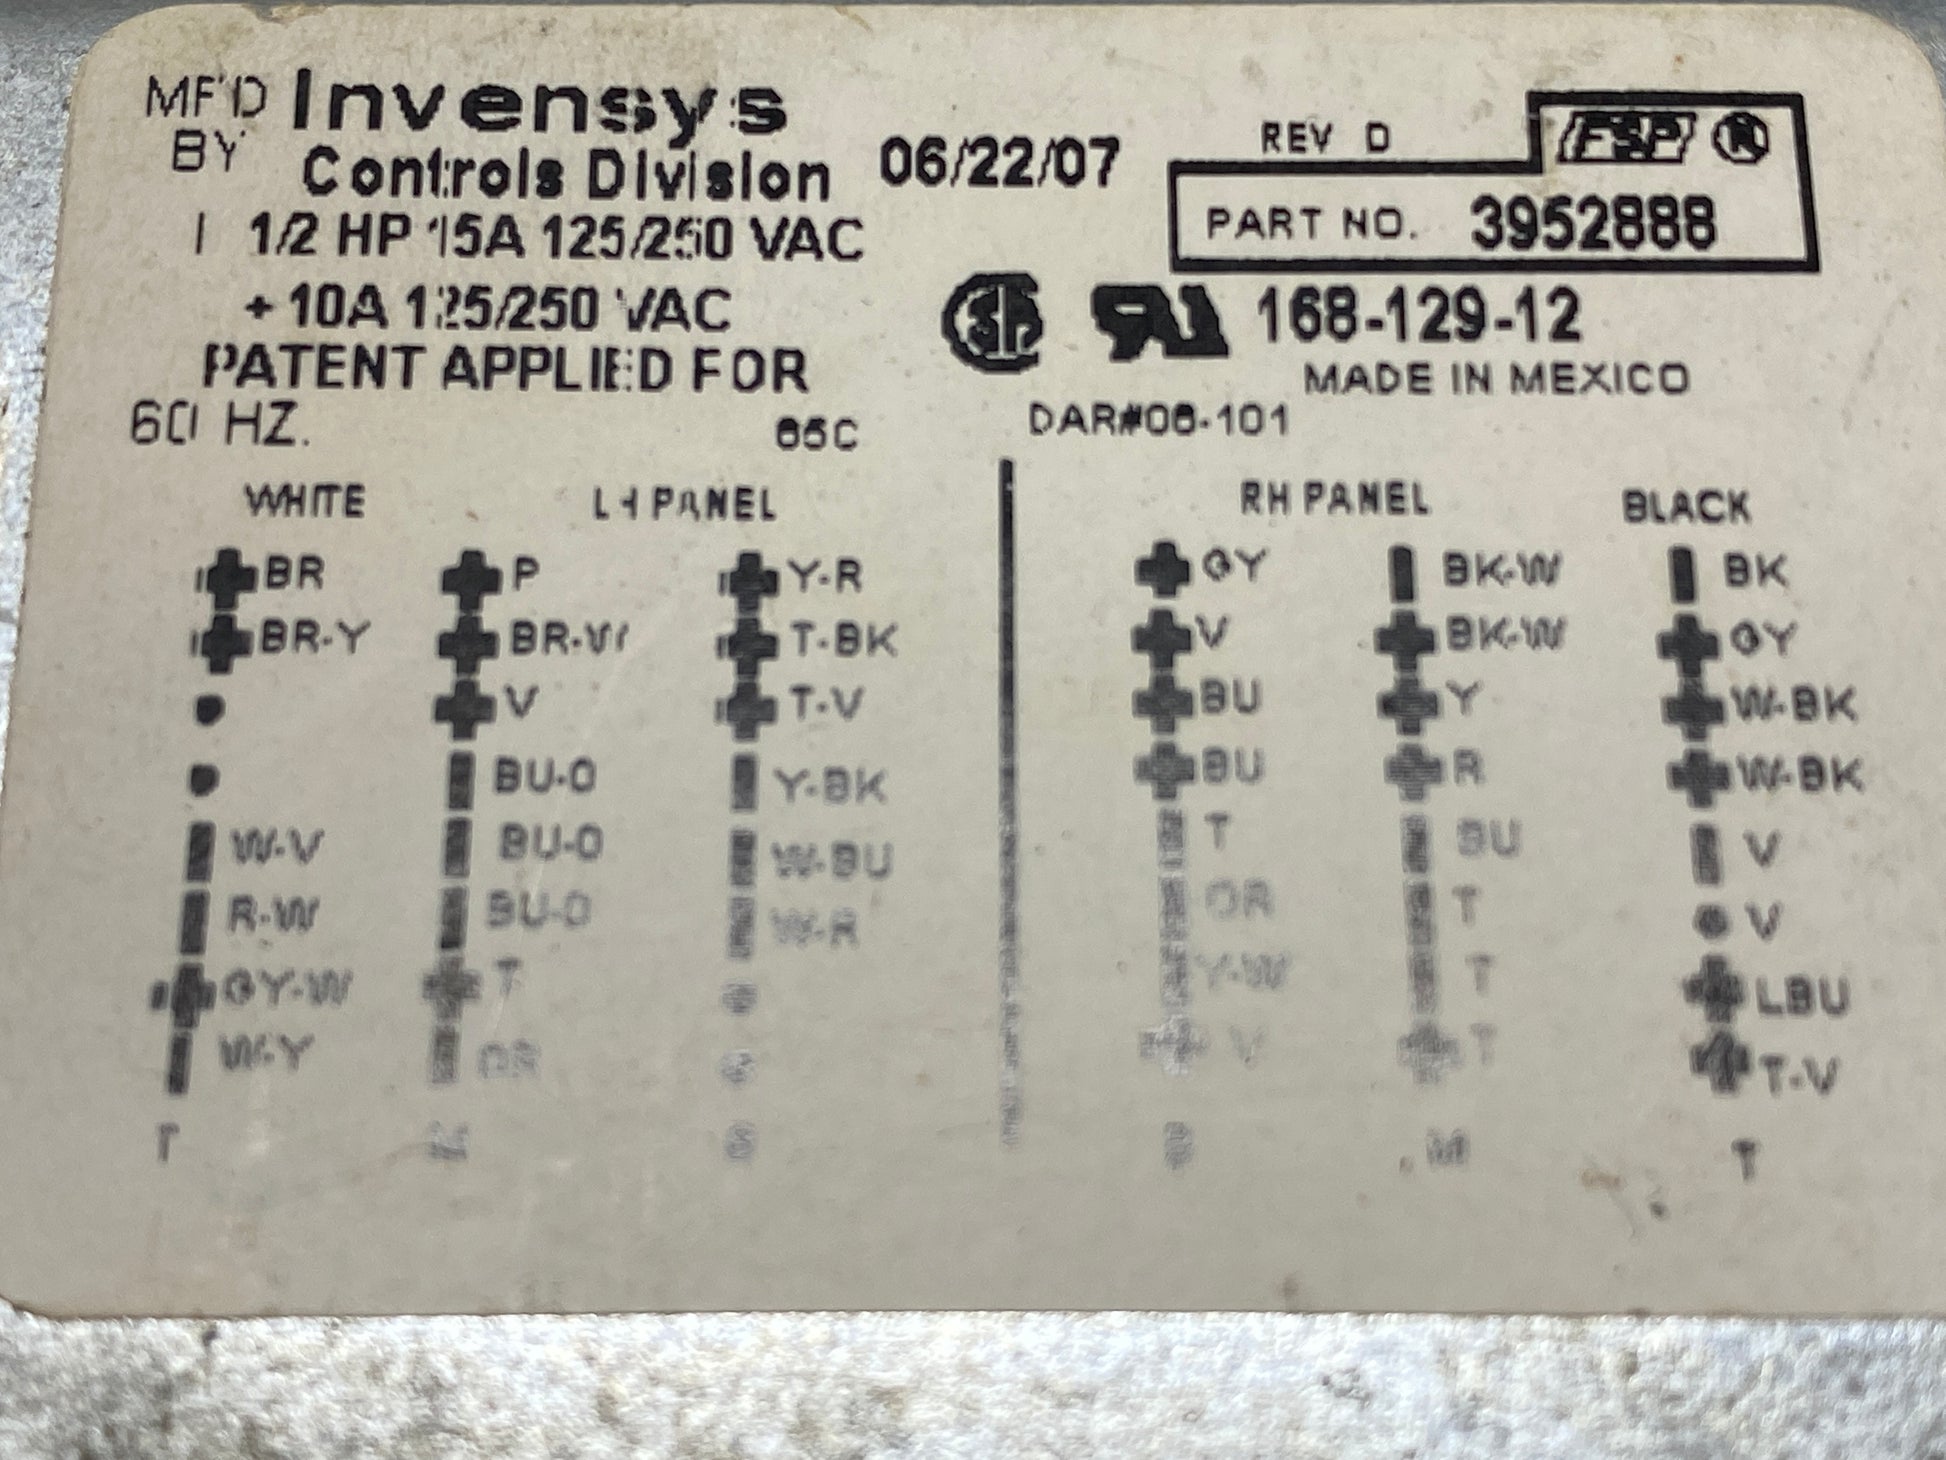 MF'D Invensys
BY Controls Division 06/22/07 REV D FSP ®
PART NO. 3952888
1/2 HP 15A 125/250 VAC
+ 10A 125/250 VAC 168-129-12
PATENT APPLIED FOR MADE IN MEXICO
60 HZ. 65C DAR#06-101
WHITE LH PANEL RH PANEL BLACK
BR P Y-R GY BK-W BK
BR-Y BR-W T-BK V BK-W GY
V T-V BU Y W-BK
BU-O Y-BK BU R W-BK
W-V BU-O W-BU T BU V
R-W BU-O W-R OR T V
GY-W T Y-W T LBU
W-Y OR V T T-V
T M S S M T